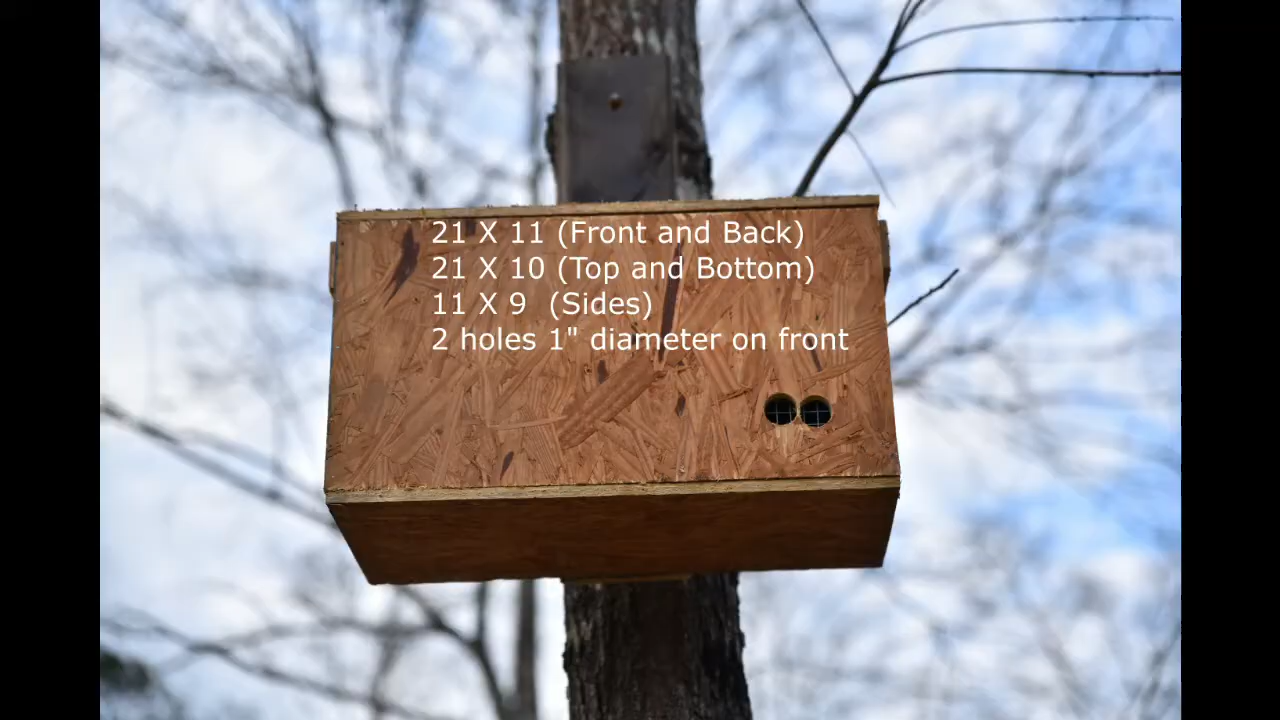 21 X 11 (Front and Back)
21 X 10 (Top and Bottom)
11 X 9  (Sides)
2 holes 1" diameter on front